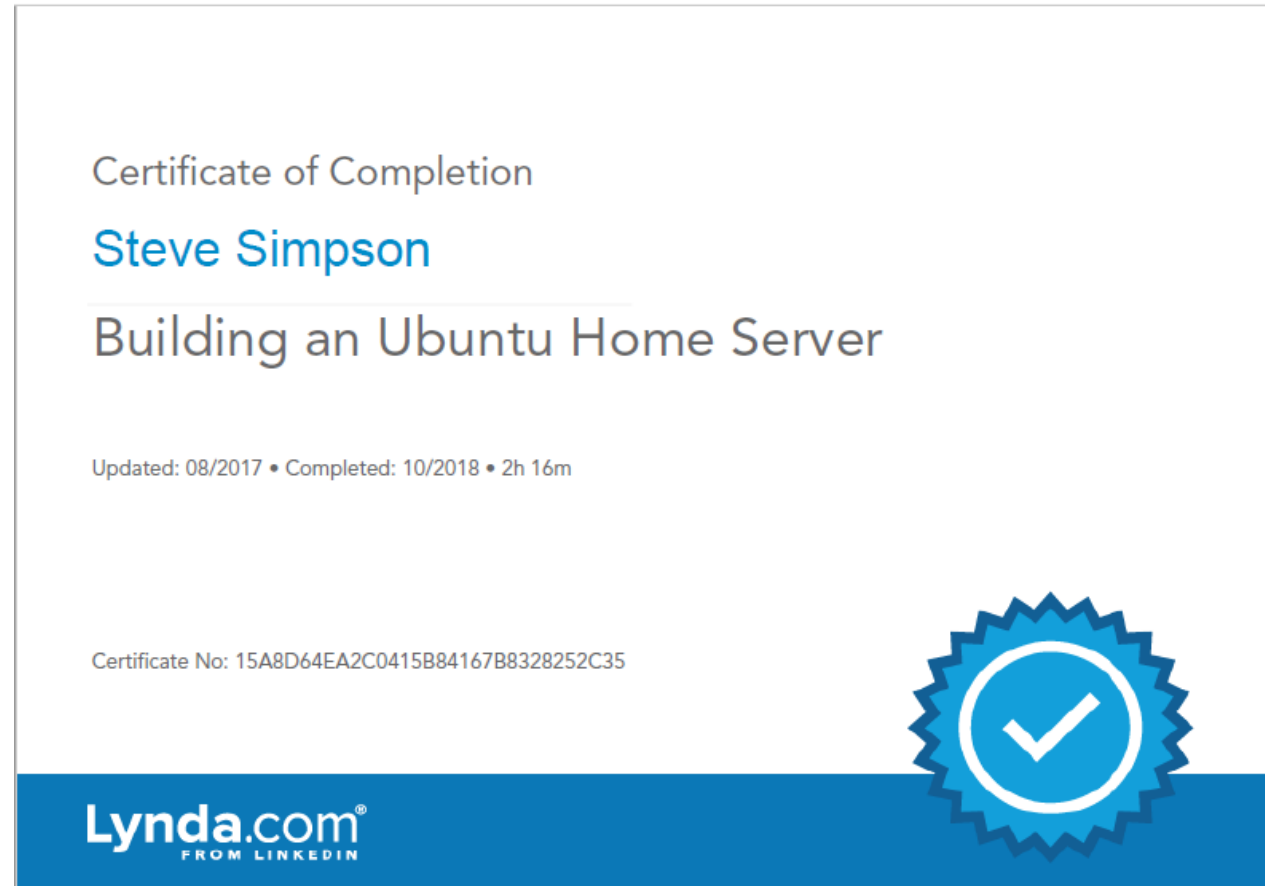 Certificate of Completion
Steve Simpson
Building an Ubuntu Home Server
Updated: 08/2017 • Completed: 10/2018 • 2h 16m
Certificate No: 15A8D64EA2C0415B84167B8328252C35
Lynda.com®
FROM LINKEDIN